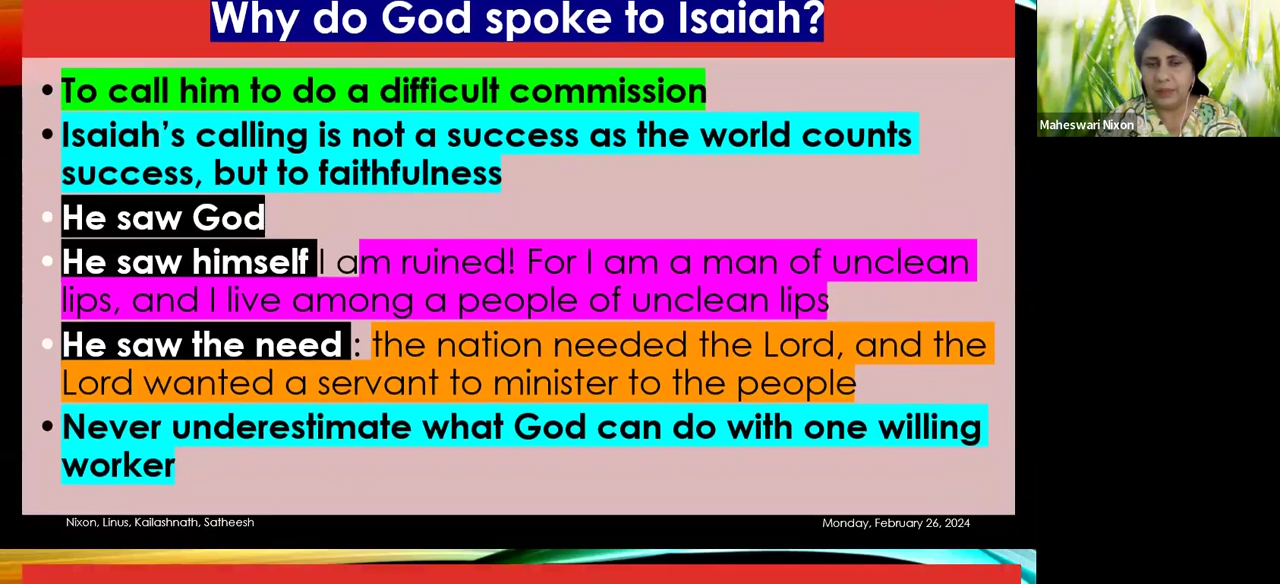 Why do God spoke to Isaiah?
• To call him to do a difficult commission
• Isaiah's calling is not a success as the world counts
success, but to faithfulness
• He saw God
• He saw himself I am ruined! For I am a man of unclean
lips, and I live among a people of unclean lips
• He saw the need : the nation needed the Lord, and the
Lord wanted a servant to minister to the people
• Never underestimate what God can do with one willing
worker
Nixon, Linus, Kailashnath, Satheesh
Monday, February 26, 2024
Maheswari Nixon